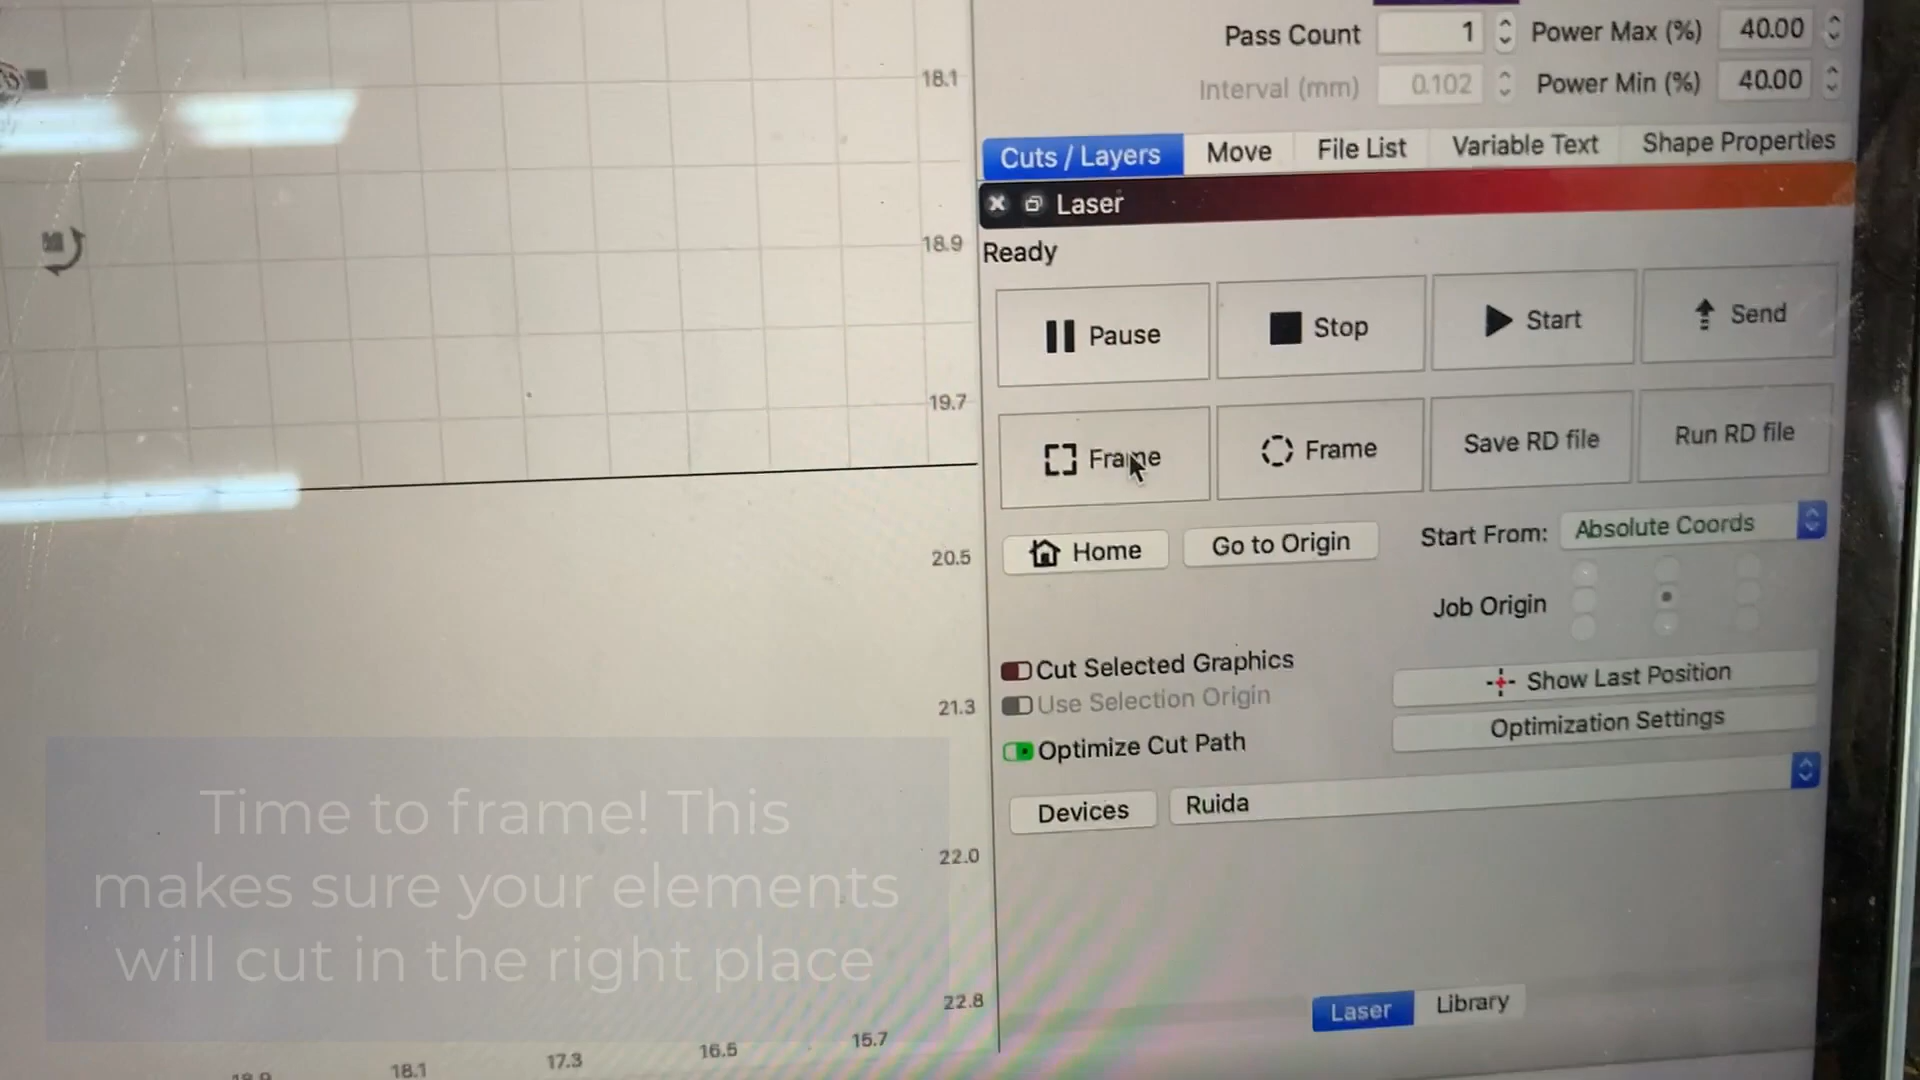 Pass Count 1 Power Max (%) 40.00
Interval (mm) 0.102 Power Min (%) 40.00
18.1
Cuts / Layers Move File List Variable Text Shape Properties
Laser
18.9
Ready
Pause Stop Start Send
19.7
Frame Frame Save RD file Run RD file
20.5
Home Go to Origin Start From: Absolute Coords
Job Origin
Cut Selected Graphics
Show Last Position
21.3
Use Selection Origin
Optimization Settings
Optimize Cut Path
Devices Ruida
Time to frame! This
makes sure your elements
will cut in the right place
22.0
22.8
Laser Library
18.1 17.3 16.5 15.7